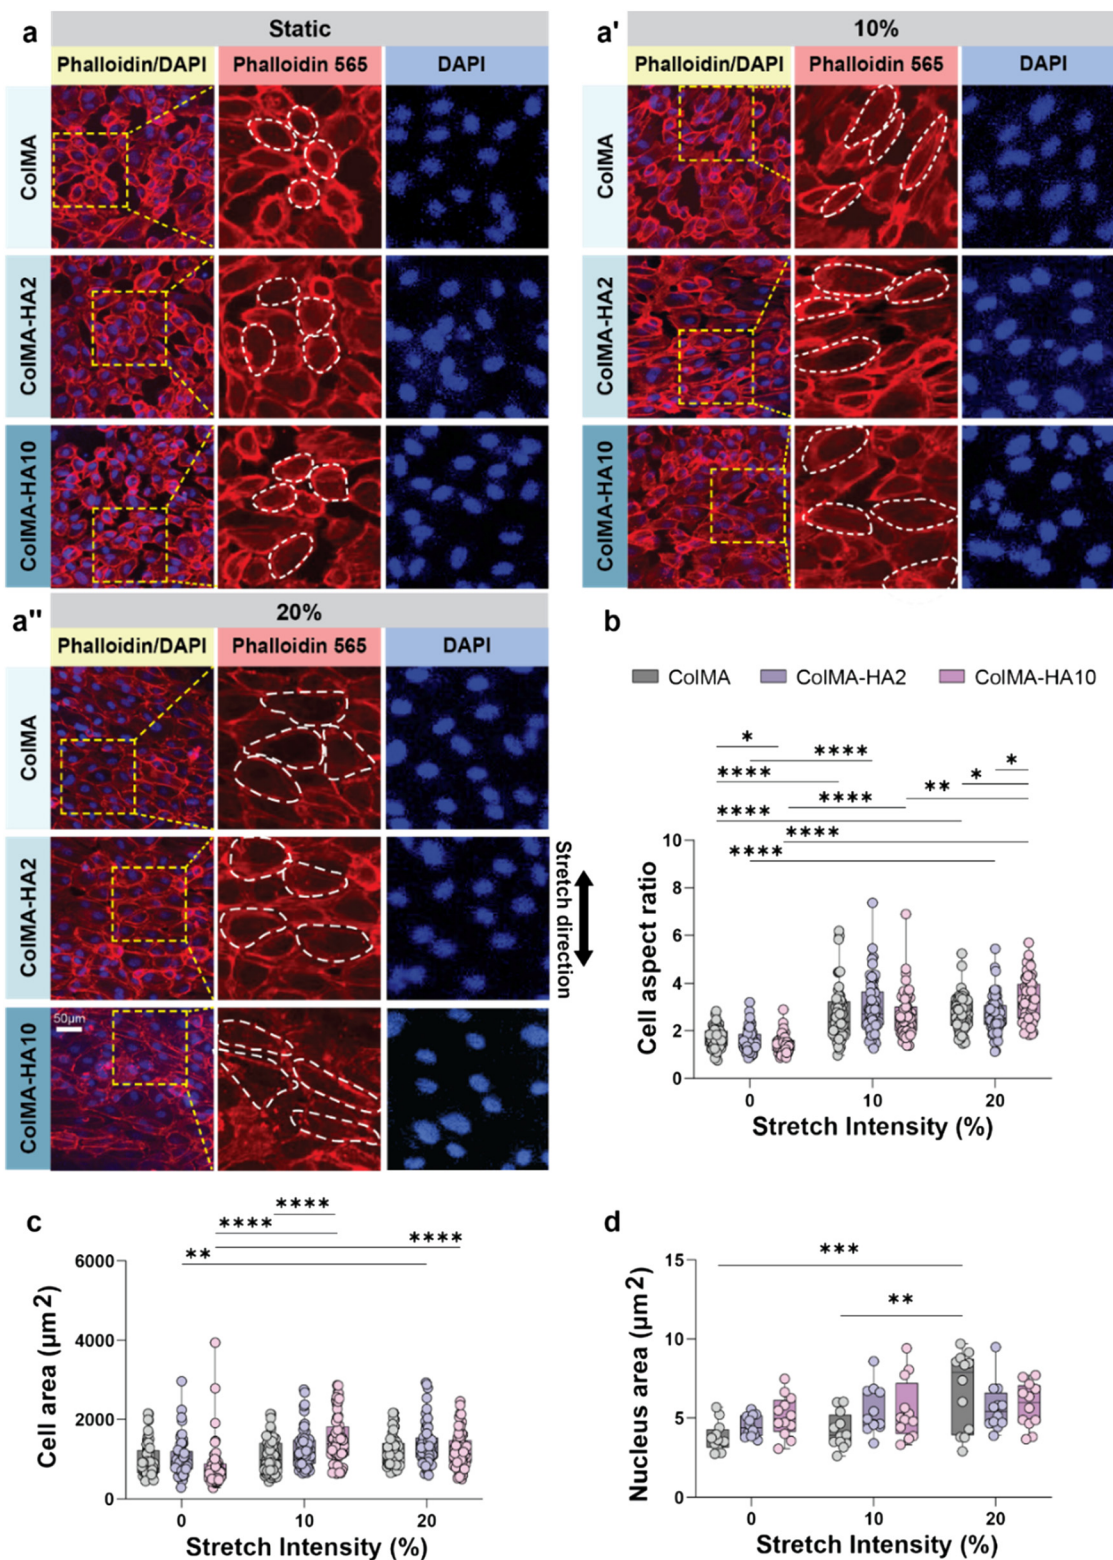 a
Static
Phalloidin/DAPI
Phalloidin 565
DAPI
ColMA
ColMA-HA2
ColMA-HA10
a'
10%
Phalloidin/DAPI
Phalloidin 565
DAPI
ColMA
ColMA-HA2
ColMA-HA10
a"
20%
Phalloidin/DAPI
Phalloidin 565
DAPI
ColMA
ColMA-HA2
ColMA-HA10
50µm
Stretch direction
b
ColMA ColMA-HA2 ColMA-HA10
*
****
*
****
*
**
****
****
****
****
Cell aspect ratio
10
8
6
4
2
0
0 10 20
Stretch Intensity (%)
c
****
****
****
**
Cell area (µm2)
6000
4000
2000
0
0 10 20
Stretch Intensity (%)
d
***
**
Nucleus area (µm2)
15
10
5
0
0 10 20
Stretch Intensity (%)